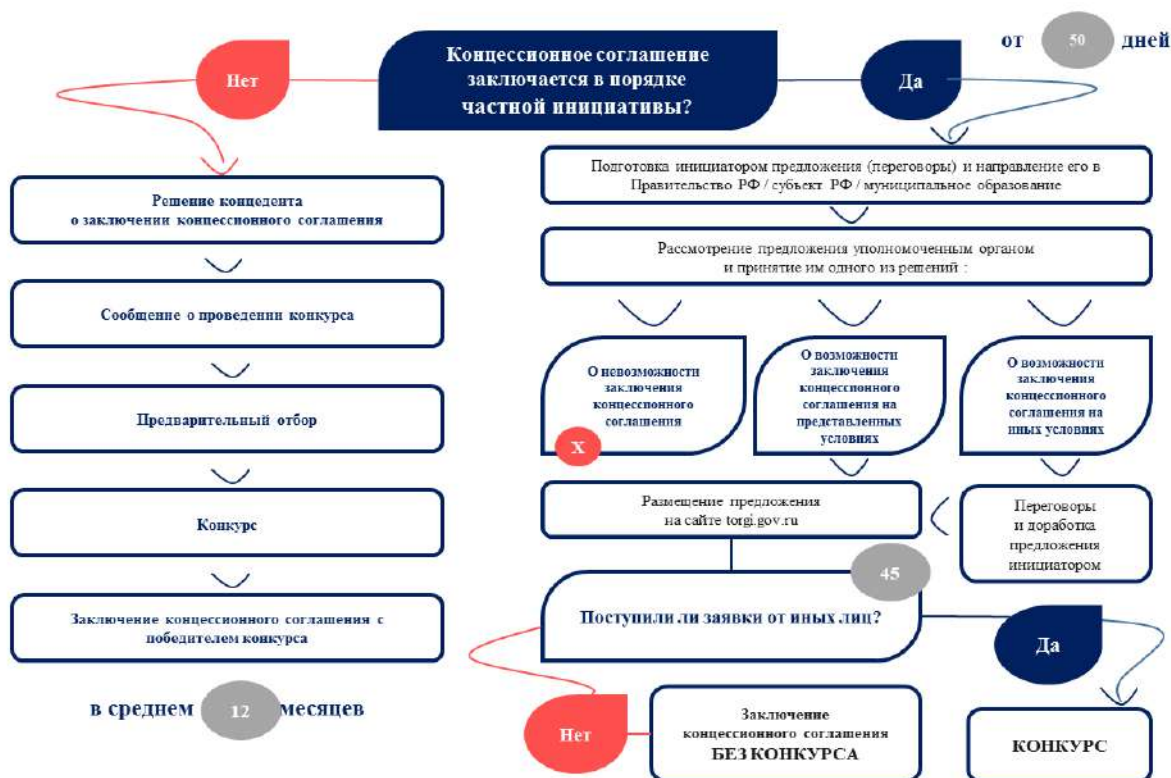 Концессионное соглашение
заключается в порядке
частной инициативы?
Нет
Да
от 50 дней
Решение концедента
о заключении концессионного соглашения
Сообщение о проведении конкурса
Предварительный отбор
Конкурс
Заключение концессионного соглашения с
победителем конкурса
в среднем 12 месяцев
Подготовка инициатором предложения (переговоры) и направление его в
Правительство РФ / субъект РФ / муниципальное образование
Рассмотрение предложения уполномоченным органом
и принятие им одного из решений :
О невозможности
заключения
концессионного
соглашения
X
О возможности
заключения
концессионного
соглашения на
представленных
условиях
О возможности
заключения
концессионного
соглашения на
иных условиях
Размещение предложения
на сайте torgi.gov.ru
Переговоры
и доработка
предложения
инициатором
45
Поступили ли заявки от иных лиц?
Да
Нет
Заключение
концессионного соглашения
БЕЗ КОНКУРСА
КОНКУРС